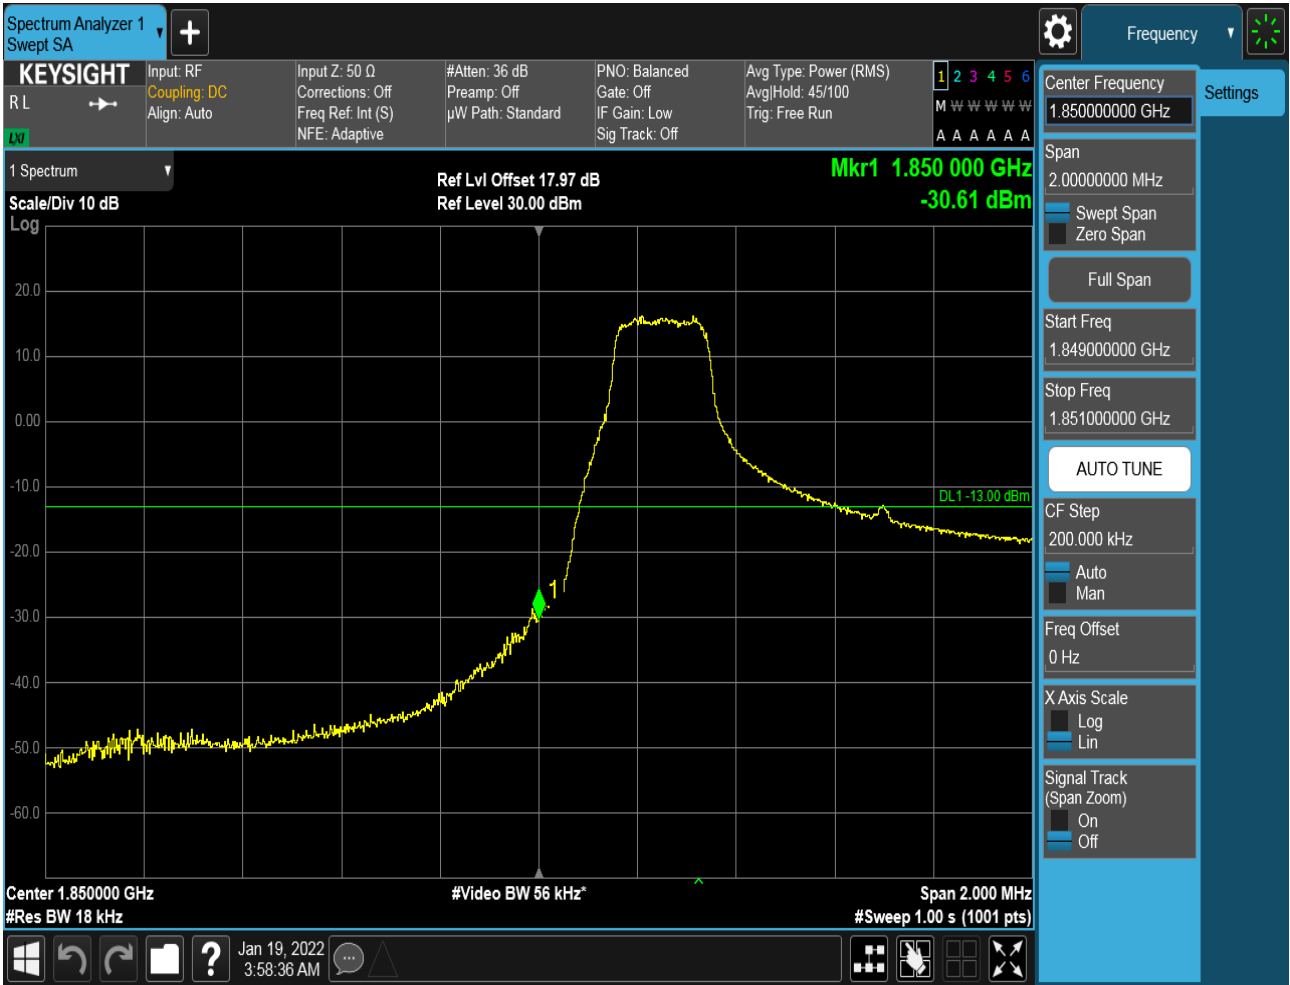 Spectrum Analyzer 1
Swept SA
+
Frequency
KEYSIGHT
R L
LXI
Input: RF
Coupling: DC
Align: Auto
Input Z: 50 Ω
Corrections: Off
Freq Ref: Int (S)
NFE: Adaptive
#Atten: 36 dB
Preamp: Off
µW Path: Standard
PNO: Balanced
Gate: Off
IF Gain: Low
Sig Track: Off
Avg Type: Power (RMS)
Avg|Hold: 45/100
Trig: Free Run
1 2 3 4 5 6
M W W W W W
A A A A A A
1 Spectrum
Scale/Div 10 dB
Log
Ref Lvl Offset 17.97 dB
Ref Level 30.00 dBm
Mkr1 1.850 000 GHz
-30.61 dBm
20.0
10.0
0.00
-10.0
DL1 -13.00 dBm
-20.0
1
-30.0
-40.0
-50.0
-60.0
Center 1.850000 GHz
#Res BW 18 kHz
#Video BW 56 kHz*
Span 2.000 MHz
#Sweep 1.00 s (1001 pts)
?
Jan 19, 2022
3:58:36 AM
Center Frequency
1.850000000 GHz
Settings
Span
2.00000000 MHz
Swept Span
Zero Span
Full Span
Start Freq
1.849000000 GHz
Stop Freq
1.851000000 GHz
AUTO TUNE
CF Step
200.000 kHz
Auto
Man
Freq Offset
0 Hz
X Axis Scale
Log
Lin
Signal Track
(Span Zoom)
On
Off